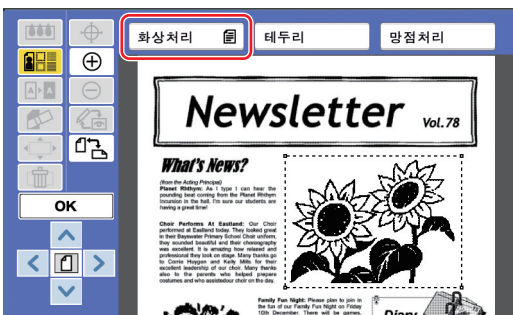 화상처리
테두리
망점처리
A A
OK
Newsletter Vol.78
What's News?
(from the Acting Principal)
Planet Rhthym: As I type I can hear the
pounding beat coming from the Planet Rhthym
Incursion in the hall. I'm sure our students are
having a great time!
Choir Performs At Eastland: Our Choir
performed at Eastland today. They looked great
in their Bayswater Primary School Choir uniform,
they sounded beautiful and their choreography
was excellent. It is amazing how relaxed and
professional they look on stage. Many thanks go
to Corrie Huygen and Kelly Mills for their
excellent leadership of our choir. Many thanks
also to the parents who helped prepare
costumes and who assistedour choir on the day.
Family Fun Night: Please plan to join in
the fun of our Family Fun Night on Friday
10th December. There will be games,
Diary